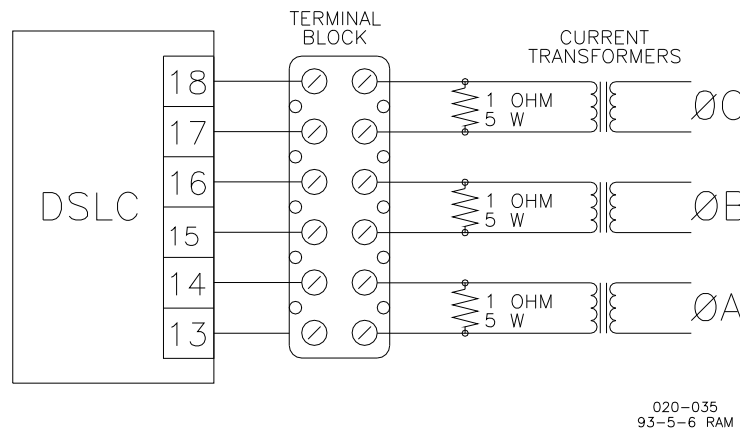 TERMINAL
BLOCK
CURRENT
TRANSFORMERS
DSLC
18
17
16
15
14
13
1 OHM
5 W
ØC
1 OHM
5 W
ØB
1 OHM
5 W
ØA
020-035
93-5-6 RAM